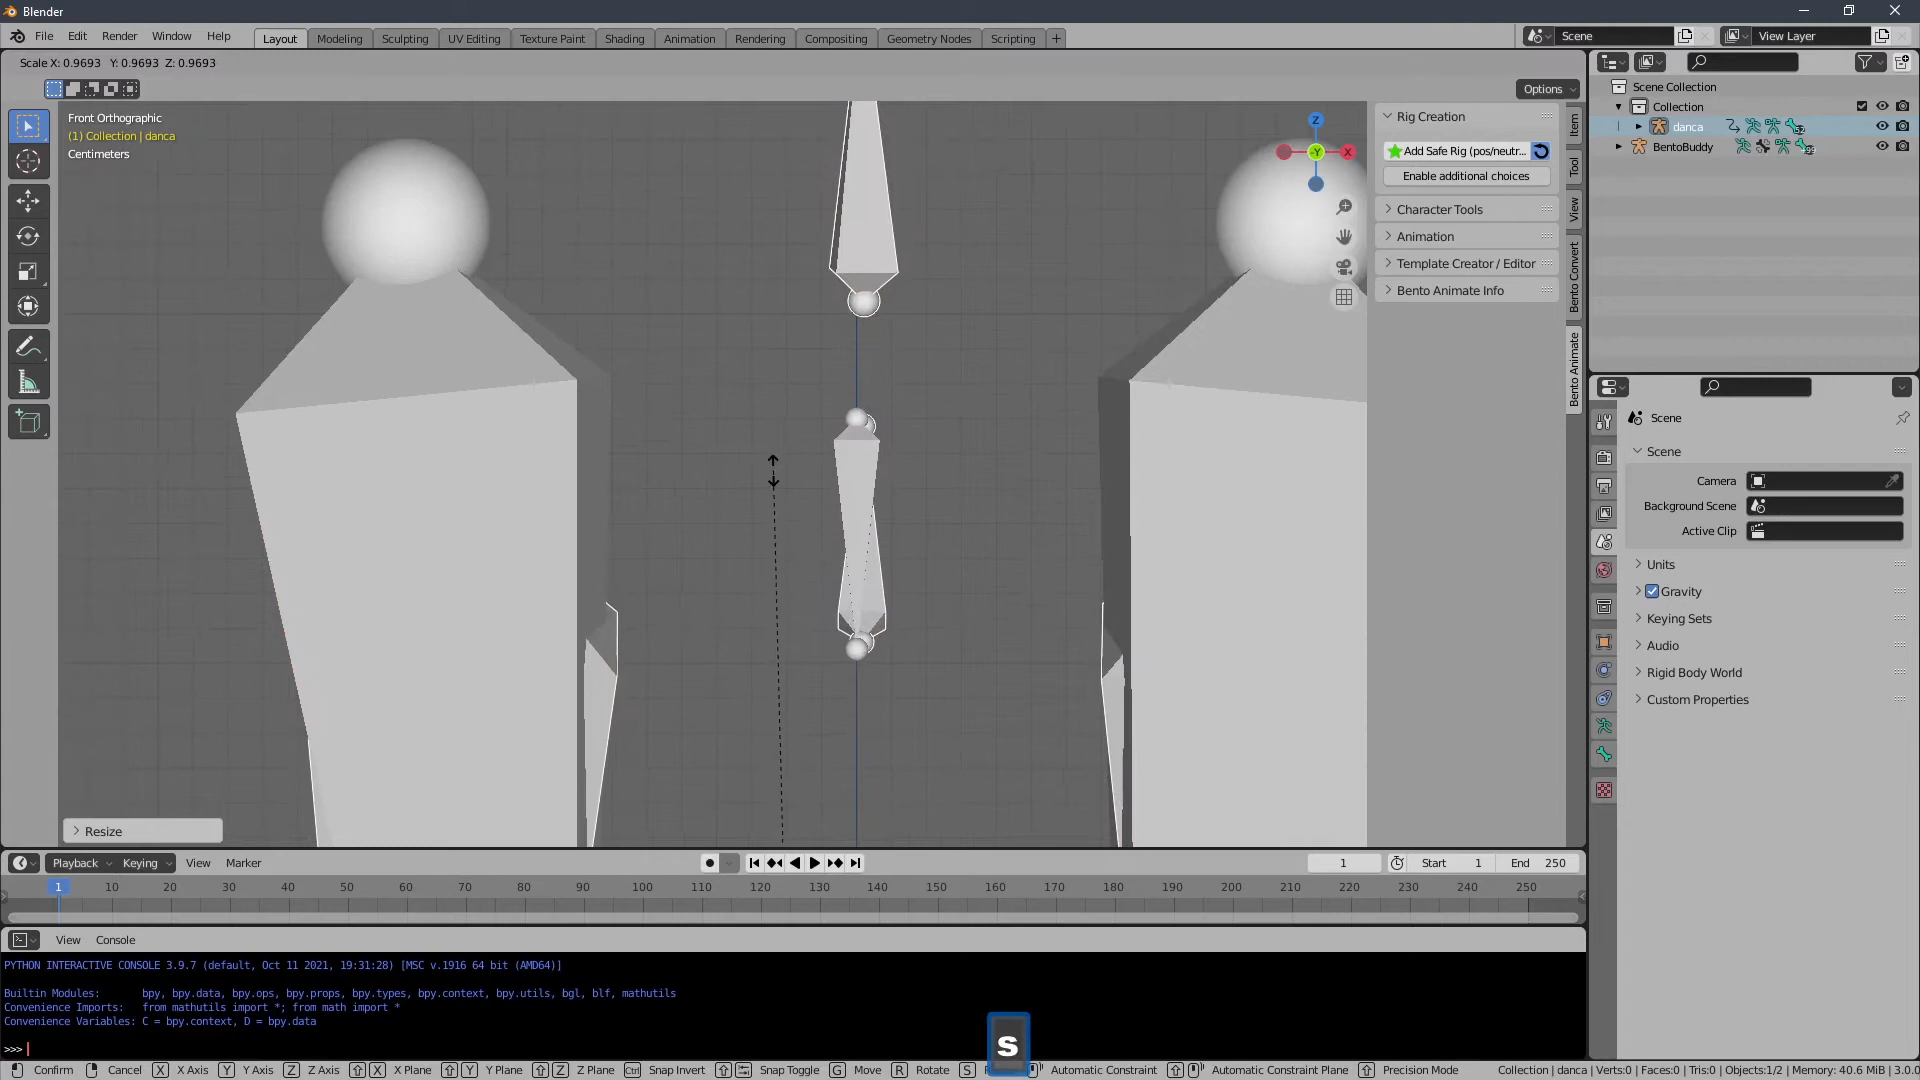 Blender
File Edit Render Window Help
Layout Modeling Sculpting UV Editing Texture Paint Shading Animation Rendering Compositing Geometry Nodes Scripting
Scene
View Layer
Scale X: 0.9693 Y: 0.9693 Z: 0.9693
Options
Front Orthographic
(1) Collection | danca
Centimeters
Z
-Y
X
Rig Creation
Add Safe Rig (pos/neutr...
Enable additional choices
Character Tools
Animation
Template Creator / Editor
Bento Animate Info
Item
Tool
View
Bento Convert
Bento Animate
Scene Collection
Collection
danca
BentoBuddy
Scene
Scene
Camera
Background Scene
Active Clip
Units
Gravity
Keying Sets
Audio
Rigid Body World
Custom Properties
Resize
Playback Keying View Marker
1
Start 1
End 250
1 10 20 30 40 50 60 70 80 90 100 110 120 130 140 150 160 170 180 190 200 210 220 230 240 250
View Console
PYTHON INTERACTIVE CONSOLE 3.9.7 (default, Oct 11 2021, 19:31:28) [MSC v.1916 64 bit (AMD64)]
Builtin Modules: bpy, bpy.data, bpy.ops, bpy.props, bpy.types, bpy.context, bpy.utils, bgl, blf, mathutils
Convenience Imports: from mathutils import *; from math import *
Convenience Variables: C = bpy.context, D = bpy.data
>>>
S
Confirm Cancel X X Axis Y Y Axis Z Z Axis X X Plane Y Y Plane Z Z Plane Ctrl Snap Invert Snap Toggle G Move R Rotate S Automatic Constraint Automatic Constraint Plane Precision Mode
Collection | danca | Verts:0 | Faces:0 | Tris:0 | Objects:1/2 | Memory: 40.6 MiB | 3.0.0